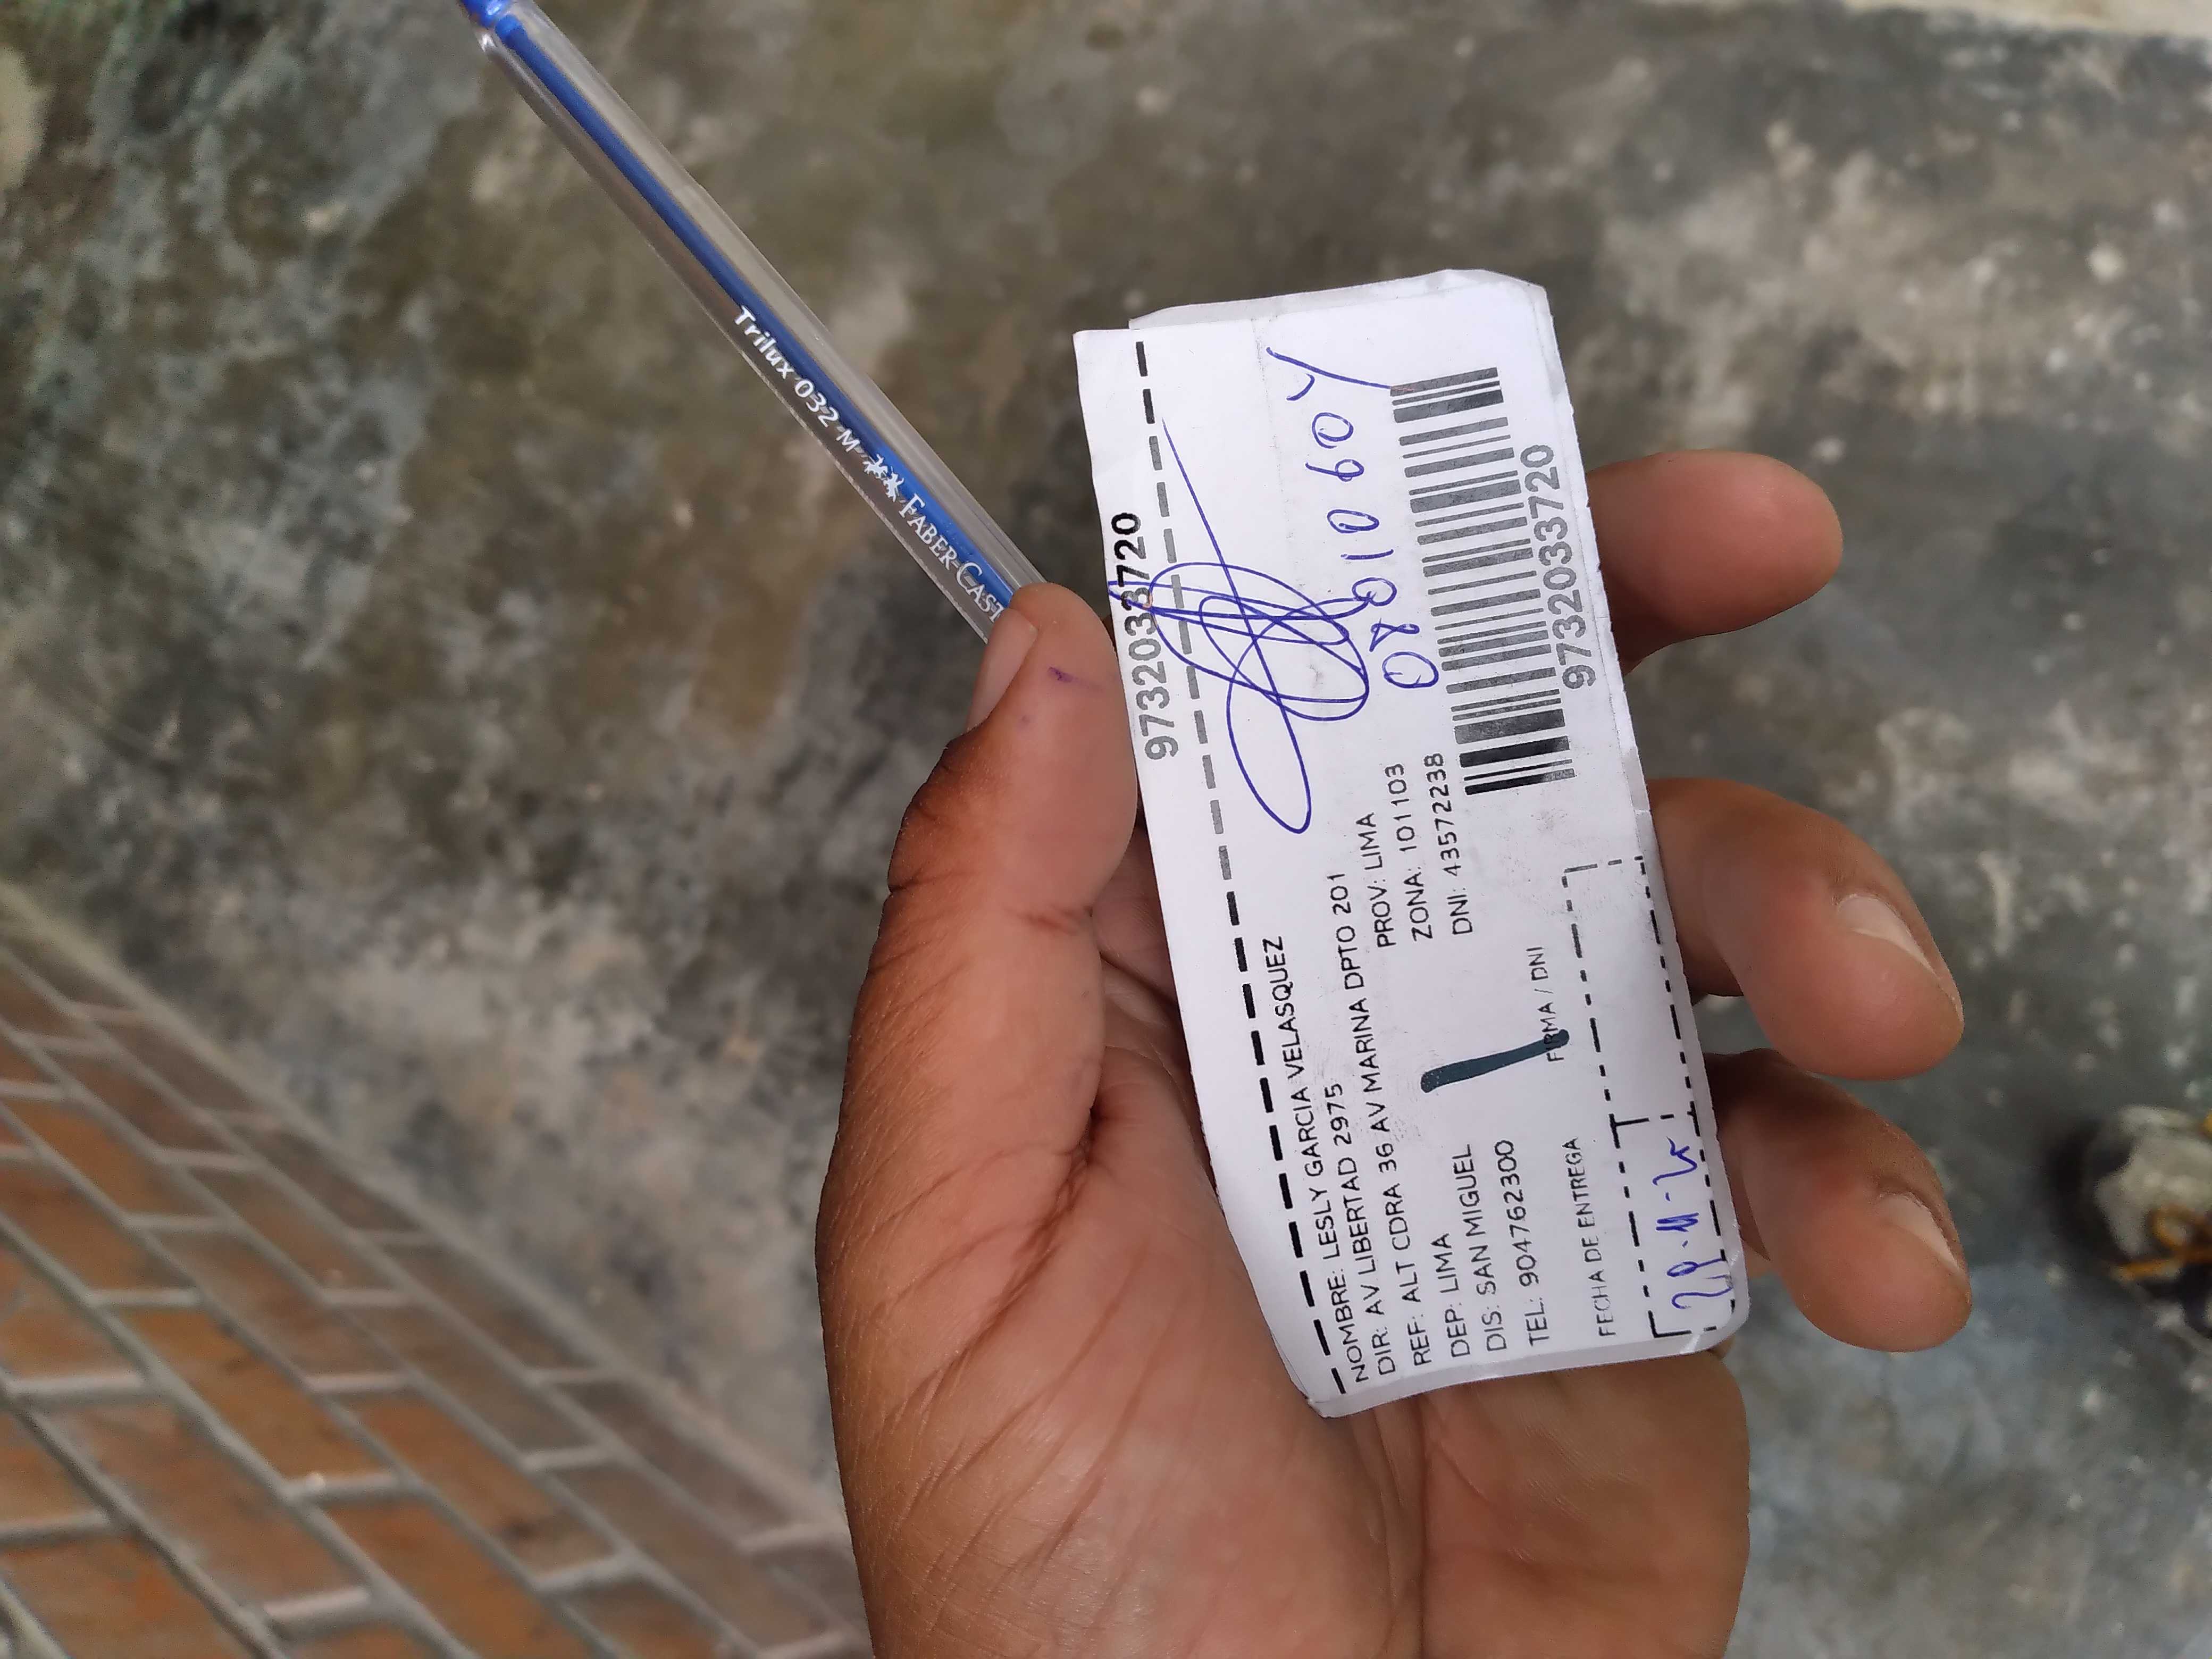 Trilux 032 M FABER-CAST
9732033720
NOMBRE: LESLY GARCIA VELASQUEZ
DIR: AV LIBERTAD 2975
REF: ALT CDRA 36 AV MARINA DPTO 201
DEP: LIMA PROV: LIMA
DIS: SAN MIGUEL ZONA: 101103
TEL: 904762300 DNI: 43572238
9732033720
FECHA DE ENTREGA FIRMA / DNI